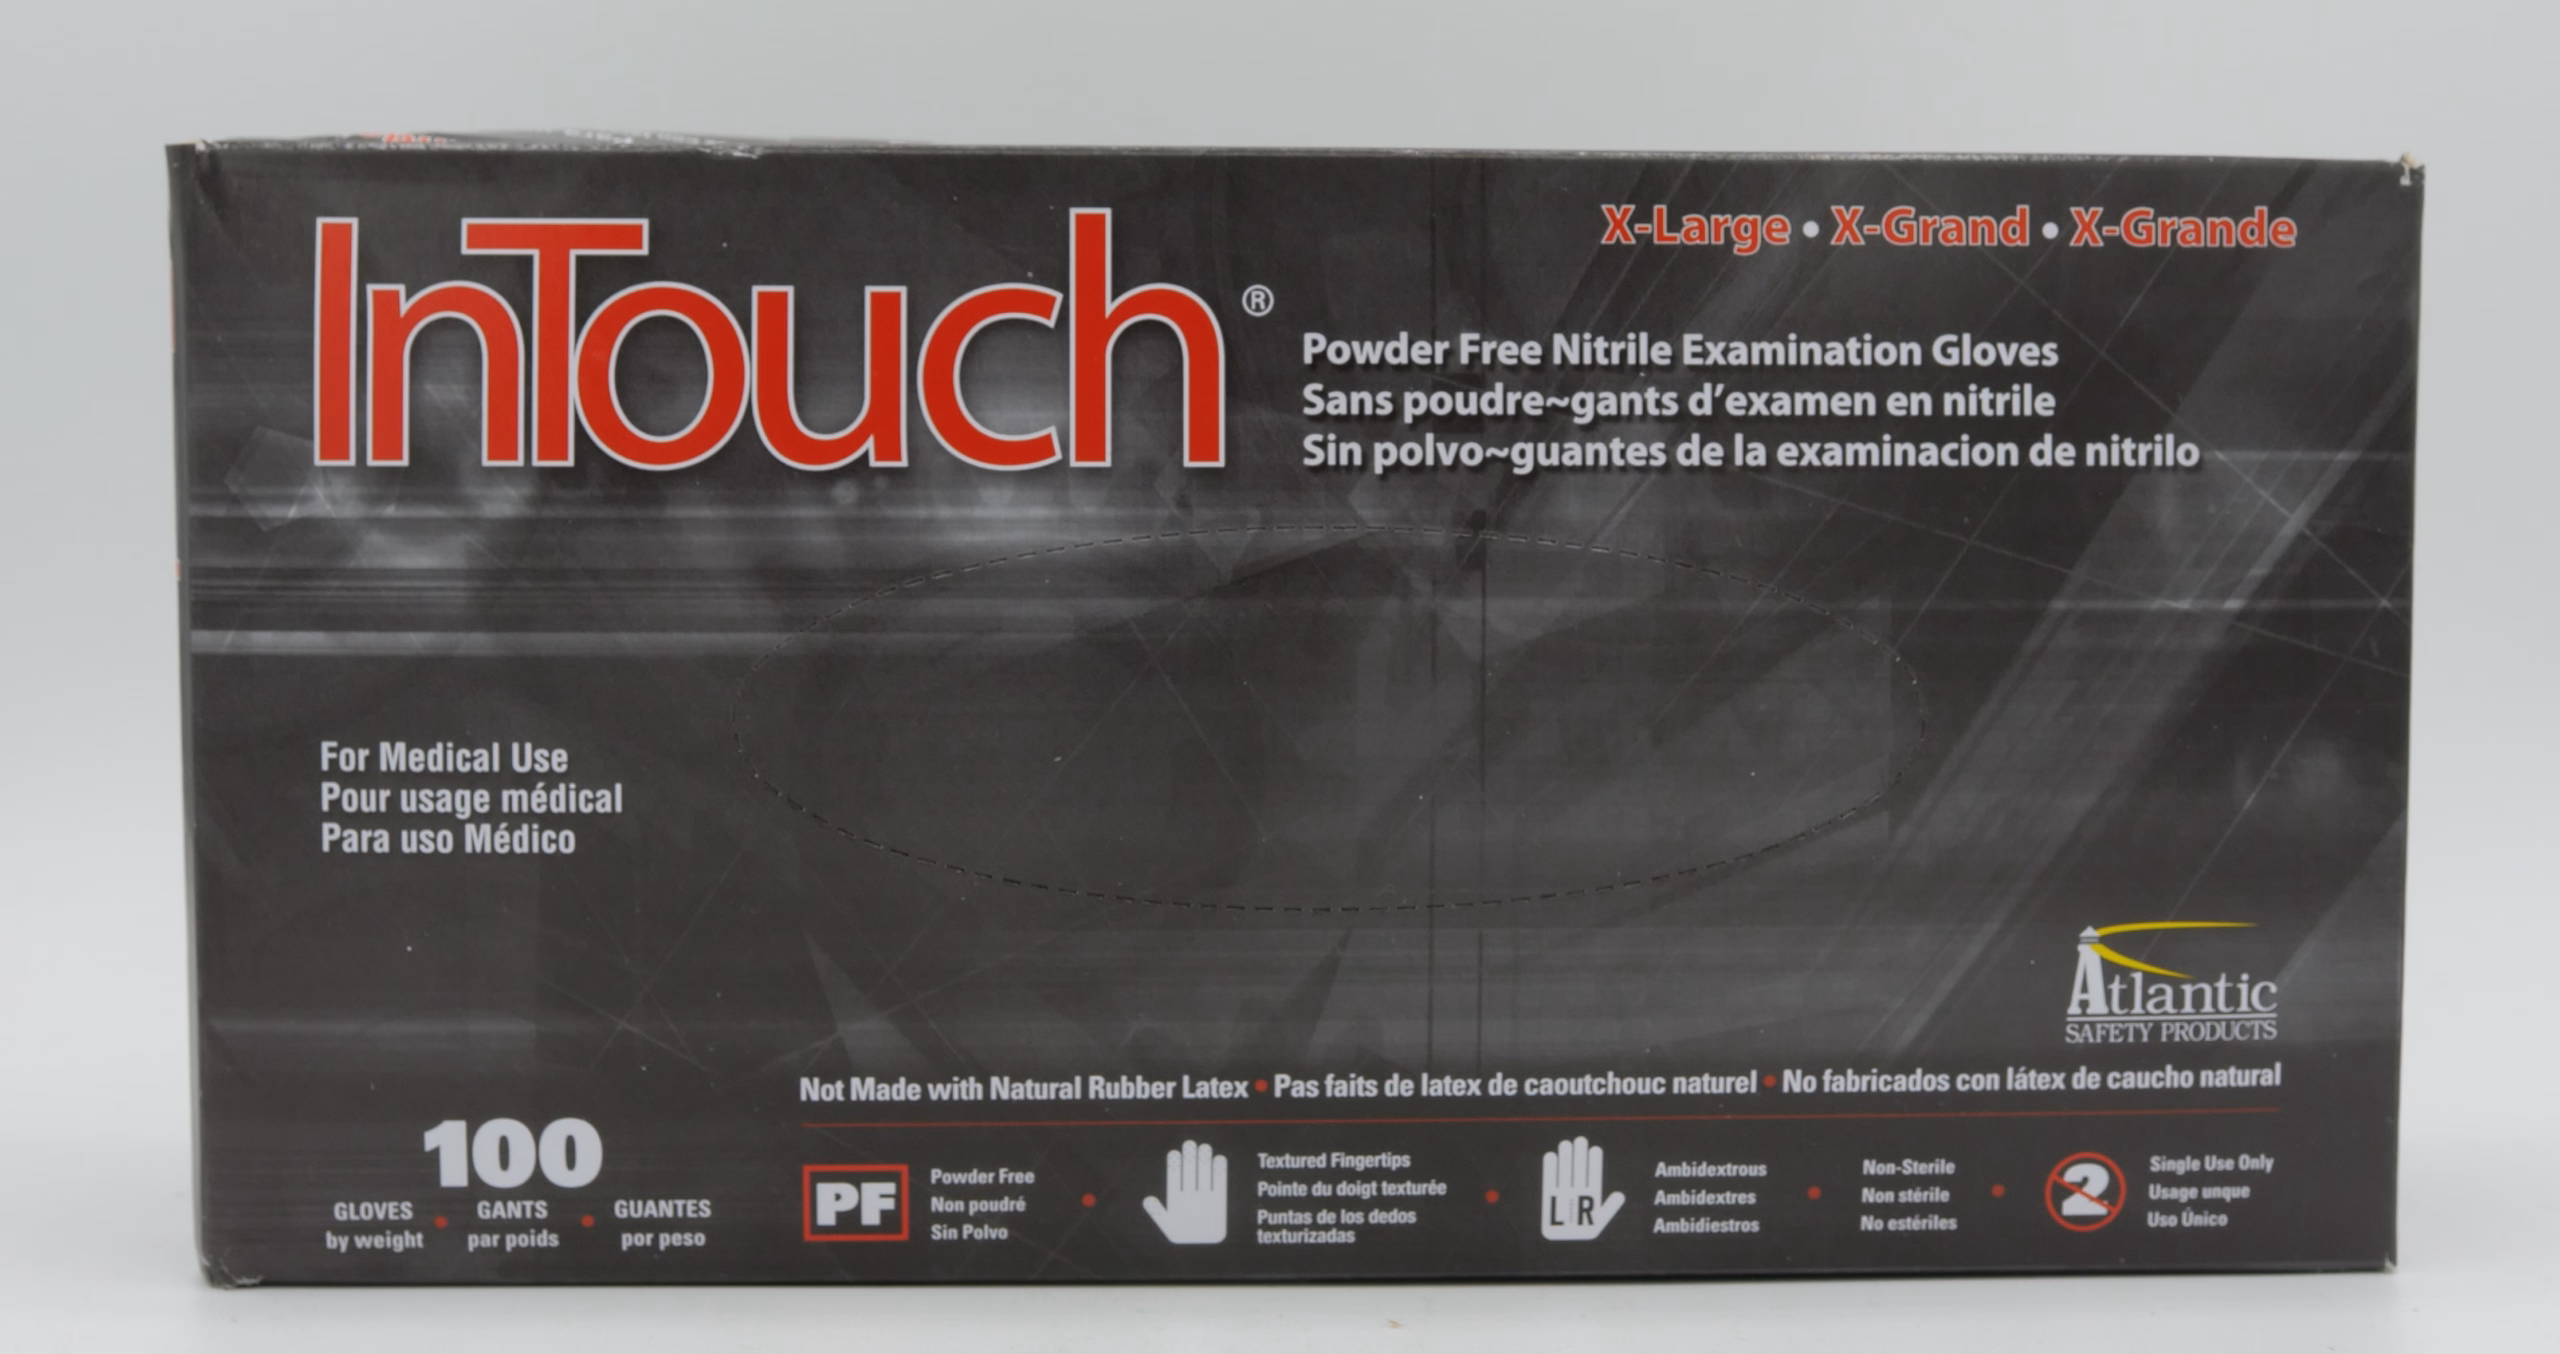 X-Large • X-Grand • X-Grande
InTouch®
Powder Free Nitrile Examination Gloves
Sans poudre~gants d'examen en nitrile
Sin polvo~guantes de la examinacion de nitrilo
For Medical Use
Pour usage médical
Para uso Médico
Atlantic
SAFETY PRODUCTS
Not Made with Natural Rubber Latex • Pas faits de latex de caoutchouc naturel • No fabricados con látex de caucho natural
100
GLOVES • GANTS • GUANTES
by weight par poids por peso
PF
Powder Free
Non poudré
Sin Polvo
Textured Fingertips
Pointe du doigt texturée
Puntas de los dedos
texturizadas
L R
Ambidextrous
Ambidextres
Ambidiestros
Non-Sterile
Non stérile
No estériles
2
Single Use Only
Usage unque
Uso Único